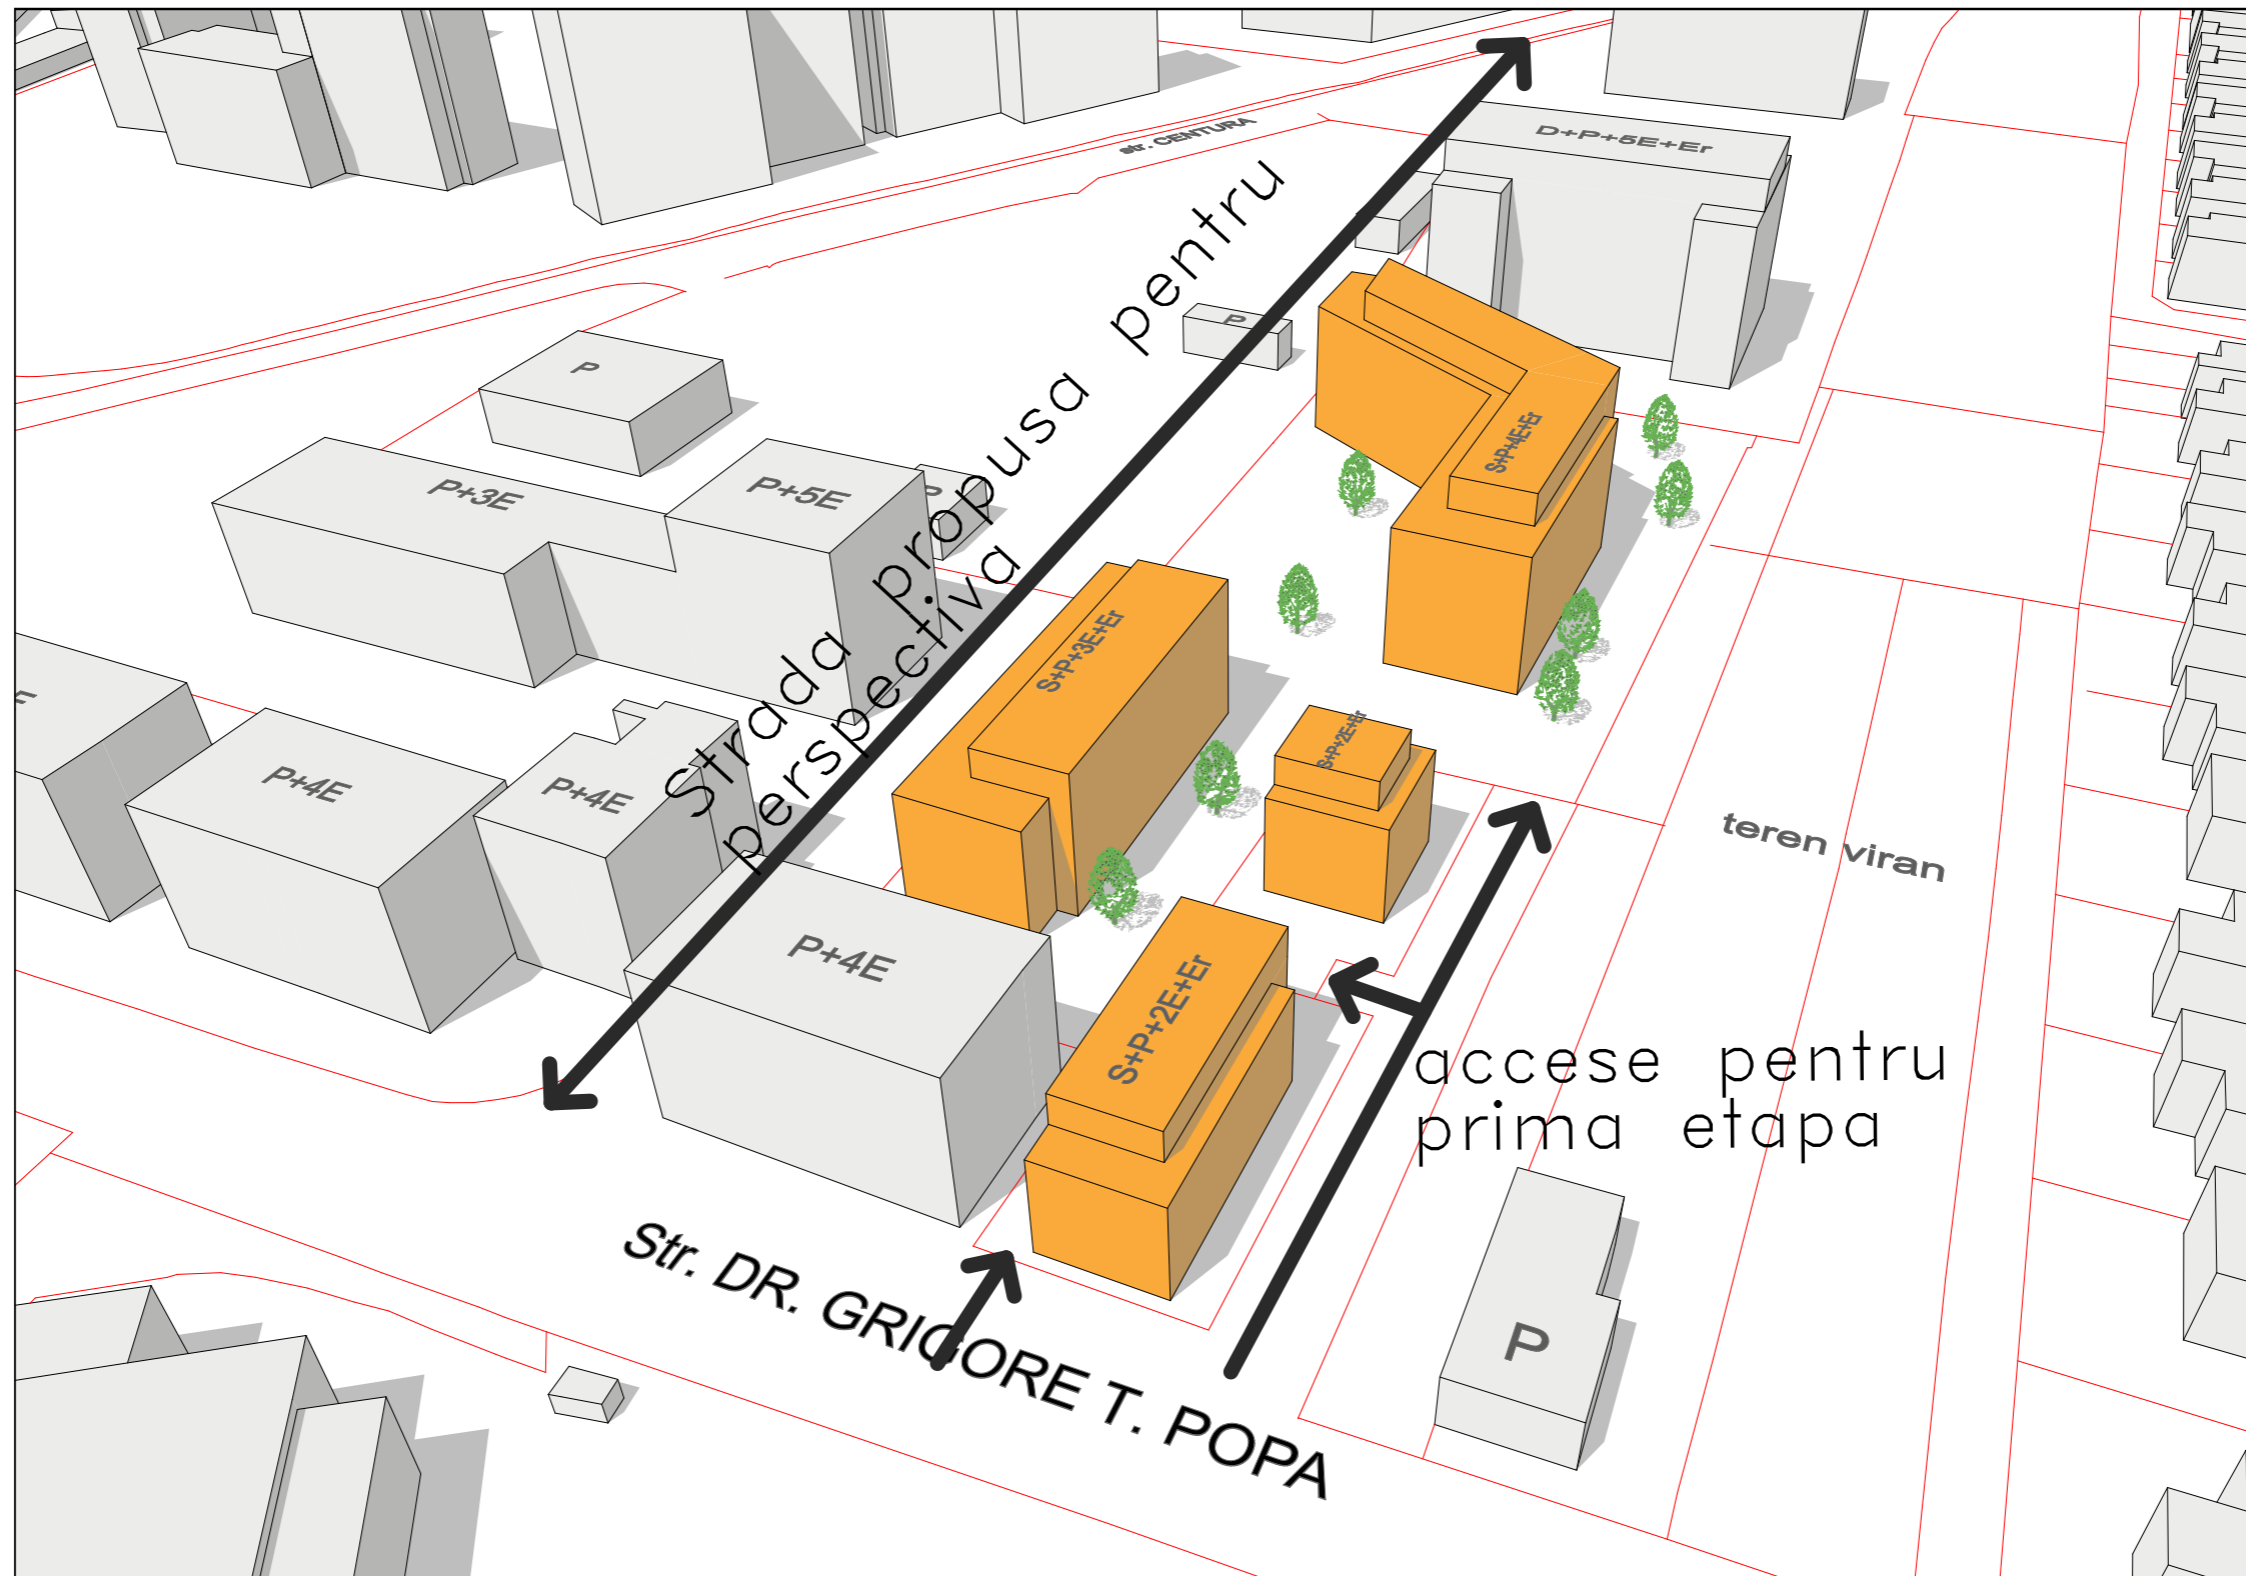 str. CENTURA
D+P+5E+Er
P
P
P+3E
P+5E
P
S+P+4E+Er
Strada propusa pentru
perspectiva
S+P+3E+Er
S+P+2E+Er
E
P+4E
P+4E
P+4E
teren viran
S+P+2E+Er
accese pentru
prima etapa
P
Str. DR. GRIGORE T. POPA